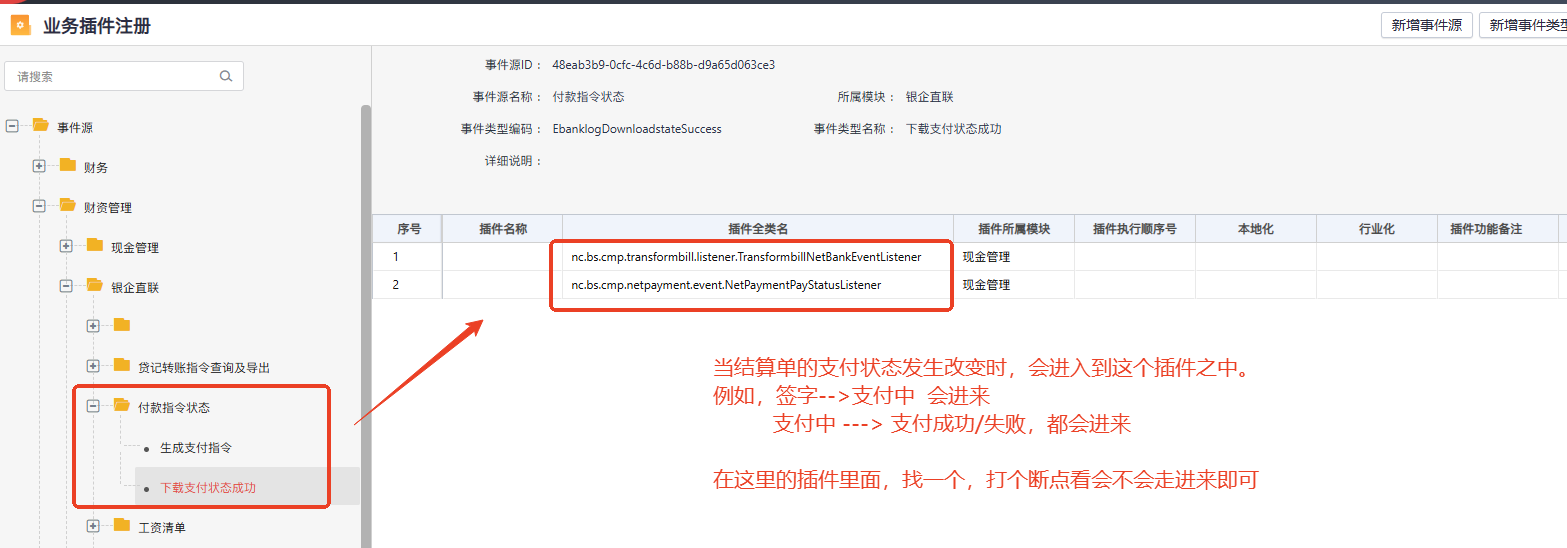 业务插件注册
新增事件源
新增事件类型
请搜索
事件源
财务
财资管理
现金管理
银企直联
贷记转账指令查询及导出
付款指令状态
生成支付指令
下载支付状态成功
工资清单
事件源ID： 48eab3b9-0cfc-4c6d-b88b-d9a65d063ce3
事件源名称： 付款指令状态 所属模块： 银企直联
事件类型编码： EbanklogDownloadstateSuccess 事件类型名称： 下载支付状态成功
详细说明：
序号 插件名称 插件全类名 插件所属模块 插件执行顺序号 本地化 行业化 插件功能备注
1 nc.bs.cmp.transformbill.listener.TransformbillNetBankEventListener 现金管理
2 nc.bs.cmp.netpayment.event.NetPaymentPayStatusListener 现金管理
当结算单的支付状态发生改变时，会进入到这个插件之中。
例如，签字-->支付中 会进来
支付中 ---> 支付成功/失败，都会进来
在这里的插件里面，找一个，打个断点看会不会走进来即可